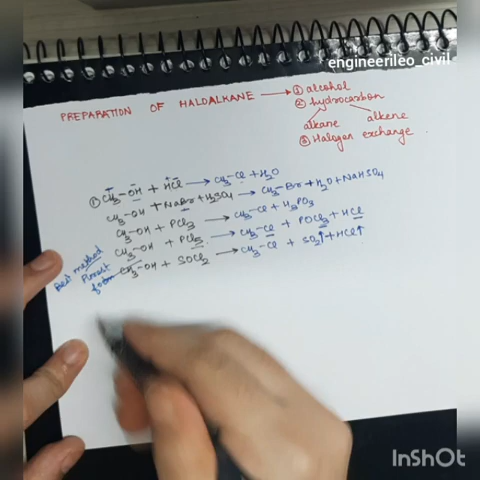 engineerileo_civil
PREPARATION OF HALOALKANE → ① alcohol
② hydrocarbon
alkane alkene
③ Halogen exchange.
① CH3-OH + HCl → CH3-Cl + H2O
CH3-OH + NaBr + H2SO4 → CH3-Br + H2O + NaHSO4
CH3-OH + PCl3 → CH3-Cl + H3PO3
CH3-OH + PCl5 → CH3-Cl + POCl3 + HCl
CH3-OH + SOCl2 → CH3-Cl + SO2↑ + HCl↑
Best method
Purest
form
InShOt